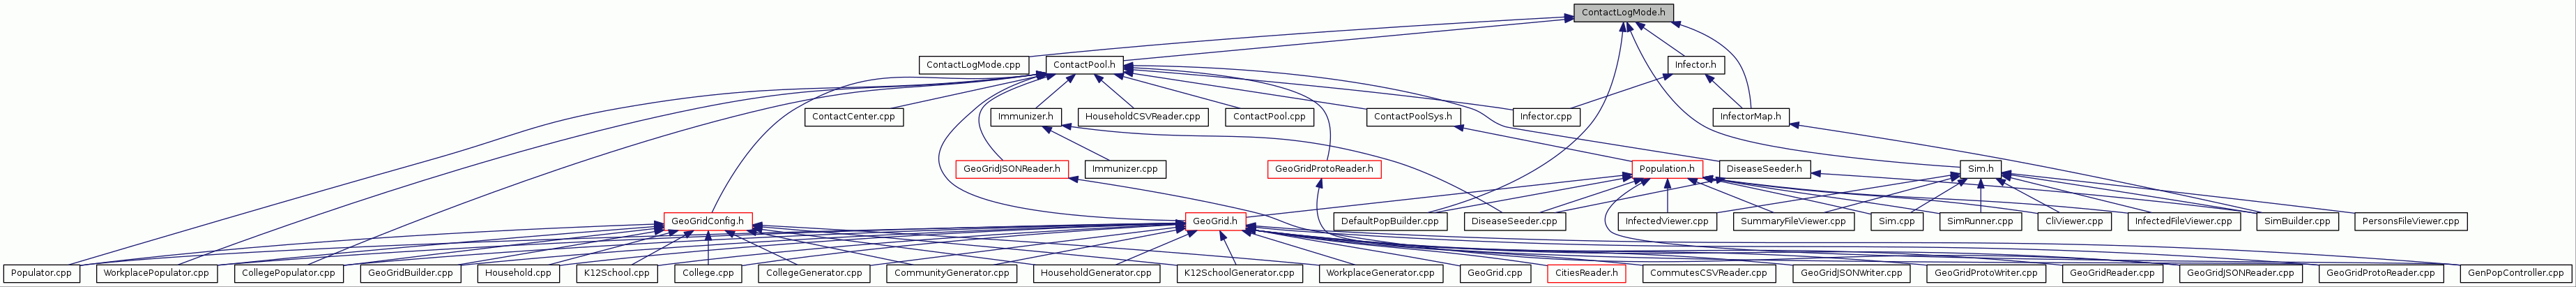 ContactLogMode.h
ContactLogMode.cpp
ContactPool.h
Infector.h
ContactCenter.cpp
Immunizer.h
HouseholdCSVReader.cpp
ContactPool.cpp
ContactPoolSys.h
Infector.cpp
InfectorMap.h
GeoGridJSONReader.h
Immunizer.cpp
GeoGridProtoReader.h
Population.h
DiseaseSeeder.h
Sim.h
GeoGridConfig.h
GeoGrid.h
DefaultPopBuilder.cpp
DiseaseSeeder.cpp
InfectedViewer.cpp
SummaryFileViewer.cpp
Sim.cpp
SimRunner.cpp
CliViewer.cpp
InfectedFileViewer.cpp
SimBuilder.cpp
PersonsFileViewer.cpp
Populator.cpp
WorkplacePopulator.cpp
CollegePopulator.cpp
GeoGridBuilder.cpp
Household.cpp
K12School.cpp
College.cpp
CollegeGenerator.cpp
CommunityGenerator.cpp
HouseholdGenerator.cpp
K12SchoolGenerator.cpp
WorkplaceGenerator.cpp
GeoGrid.cpp
CitiesReader.h
CommutesCSVReader.cpp
GeoGridJSONWriter.cpp
GeoGridProtoWriter.cpp
GeoGridReader.cpp
GeoGridJSONReader.cpp
GeoGridProtoReader.cpp
GenPopController.cpp